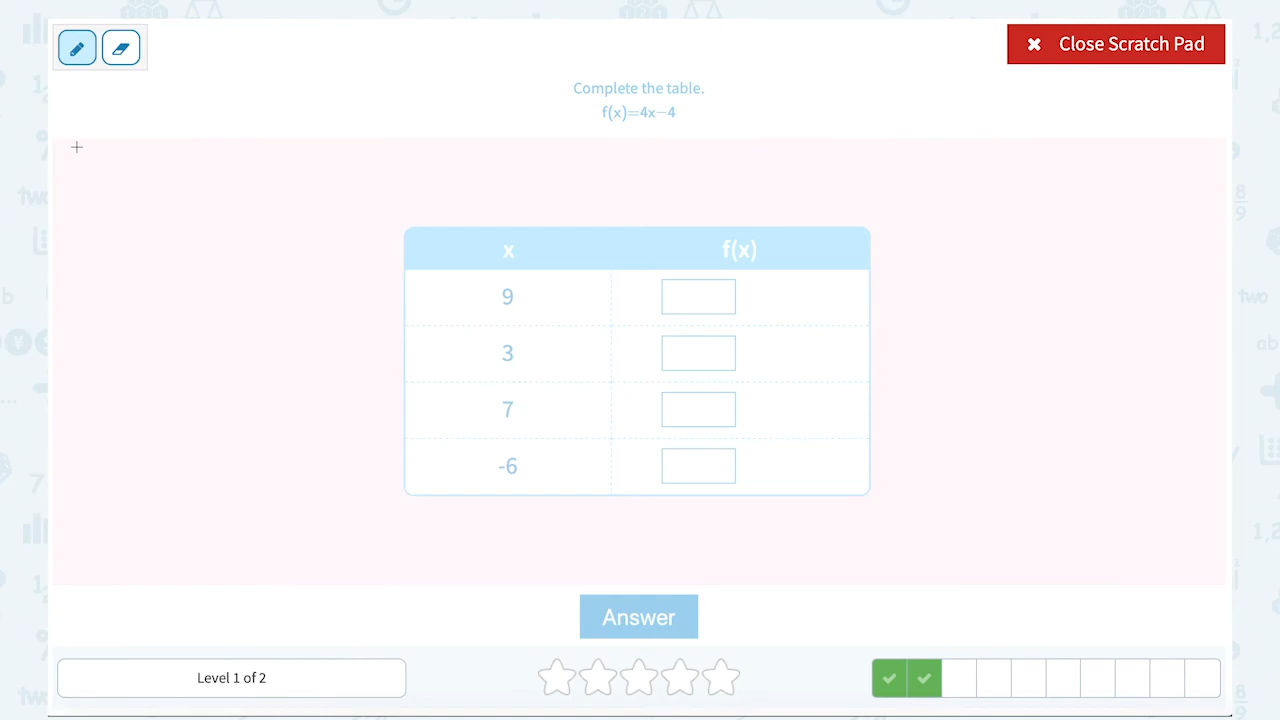 Close Scratch Pad
Complete the table.
f(x)=4x−4
x f(x)
9
3
7
-6
Answer
Level 1 of 2